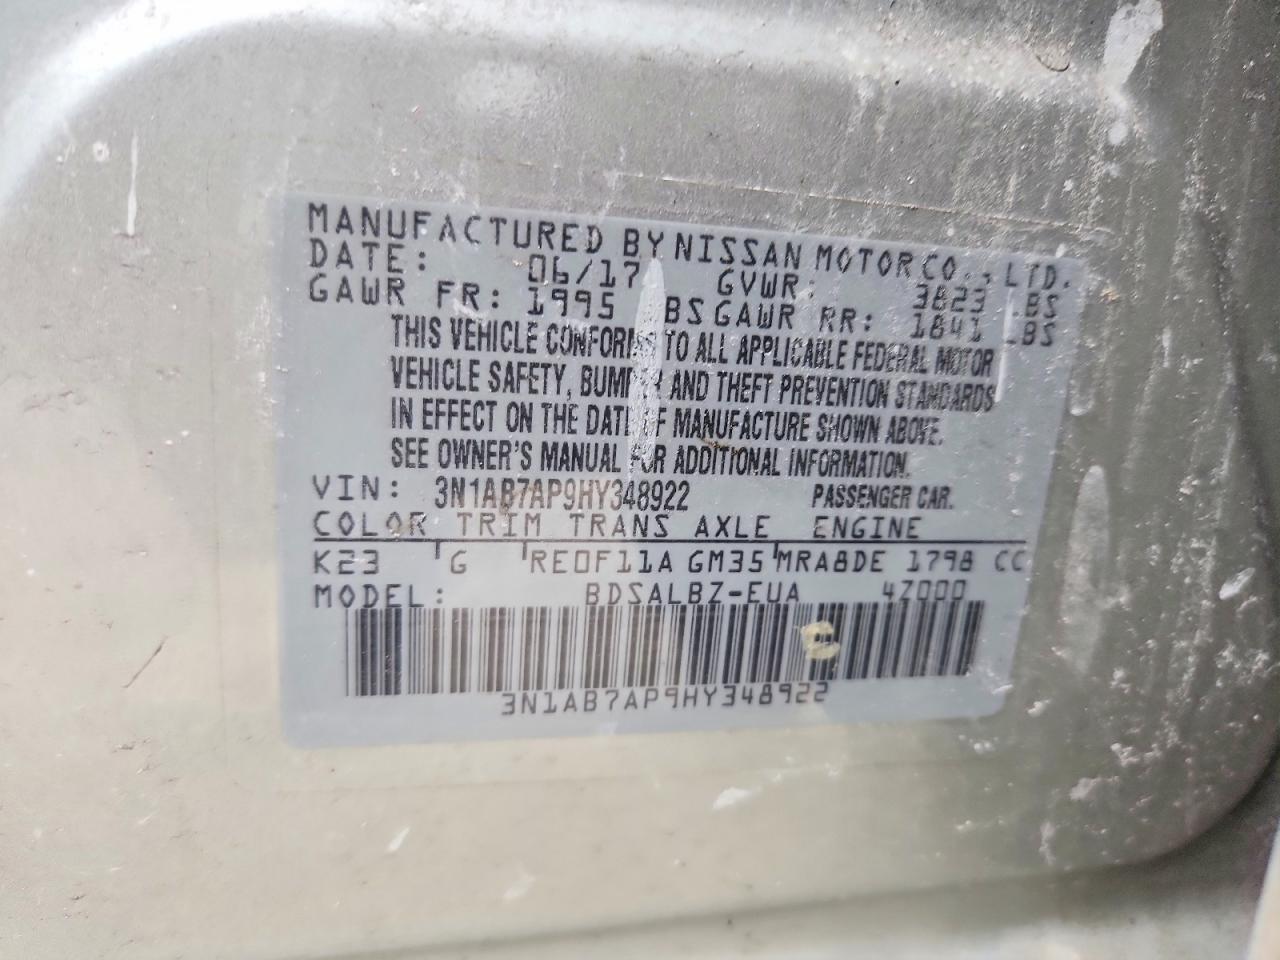 MANUFACTURED BY NISSAN MOTOR CO., LTD.
DATE: 06/17 GVWR: 3823 LBS
GAWR FR: 1995 LBS GAWR RR: 1841 LBS
THIS VEHICLE CONFORMS TO ALL APPLICABLE FEDERAL MOTOR
VEHICLE SAFETY, BUMPER AND THEFT PREVENTION STANDARDS
IN EFFECT ON THE DATE OF MANUFACTURE SHOWN ABOVE.
SEE OWNER'S MANUAL FOR ADDITIONAL INFORMATION.
VIN: 3N1AB7AP9HY348922 PASSENGER CAR.
COLOR TRIM TRANS AXLE ENGINE
K23 G RE0F11A GM35 MRA8DE 1798 CC
MODEL: BDSALBZ-EUA 4Z000
3N1AB7AP9HY348922